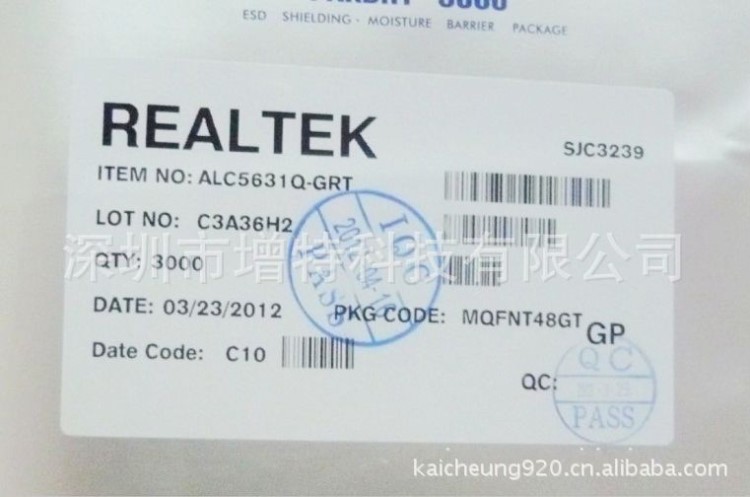 ESD SHIELDING · MOISTURE BARRIER PACKAGE
REALTEK
SJC3239
ITEM NO: ALC5631Q-GRT
LOT NO: C3A36H2
深圳市增特科技有限公司
QTY: 3000
IQC
PASS
DATE: 03/23/2012
PKG CODE: MQFNT48GT
GP
Date Code: C10
QC:
QC
PASS
kaicheung920.cn.alibaba.com